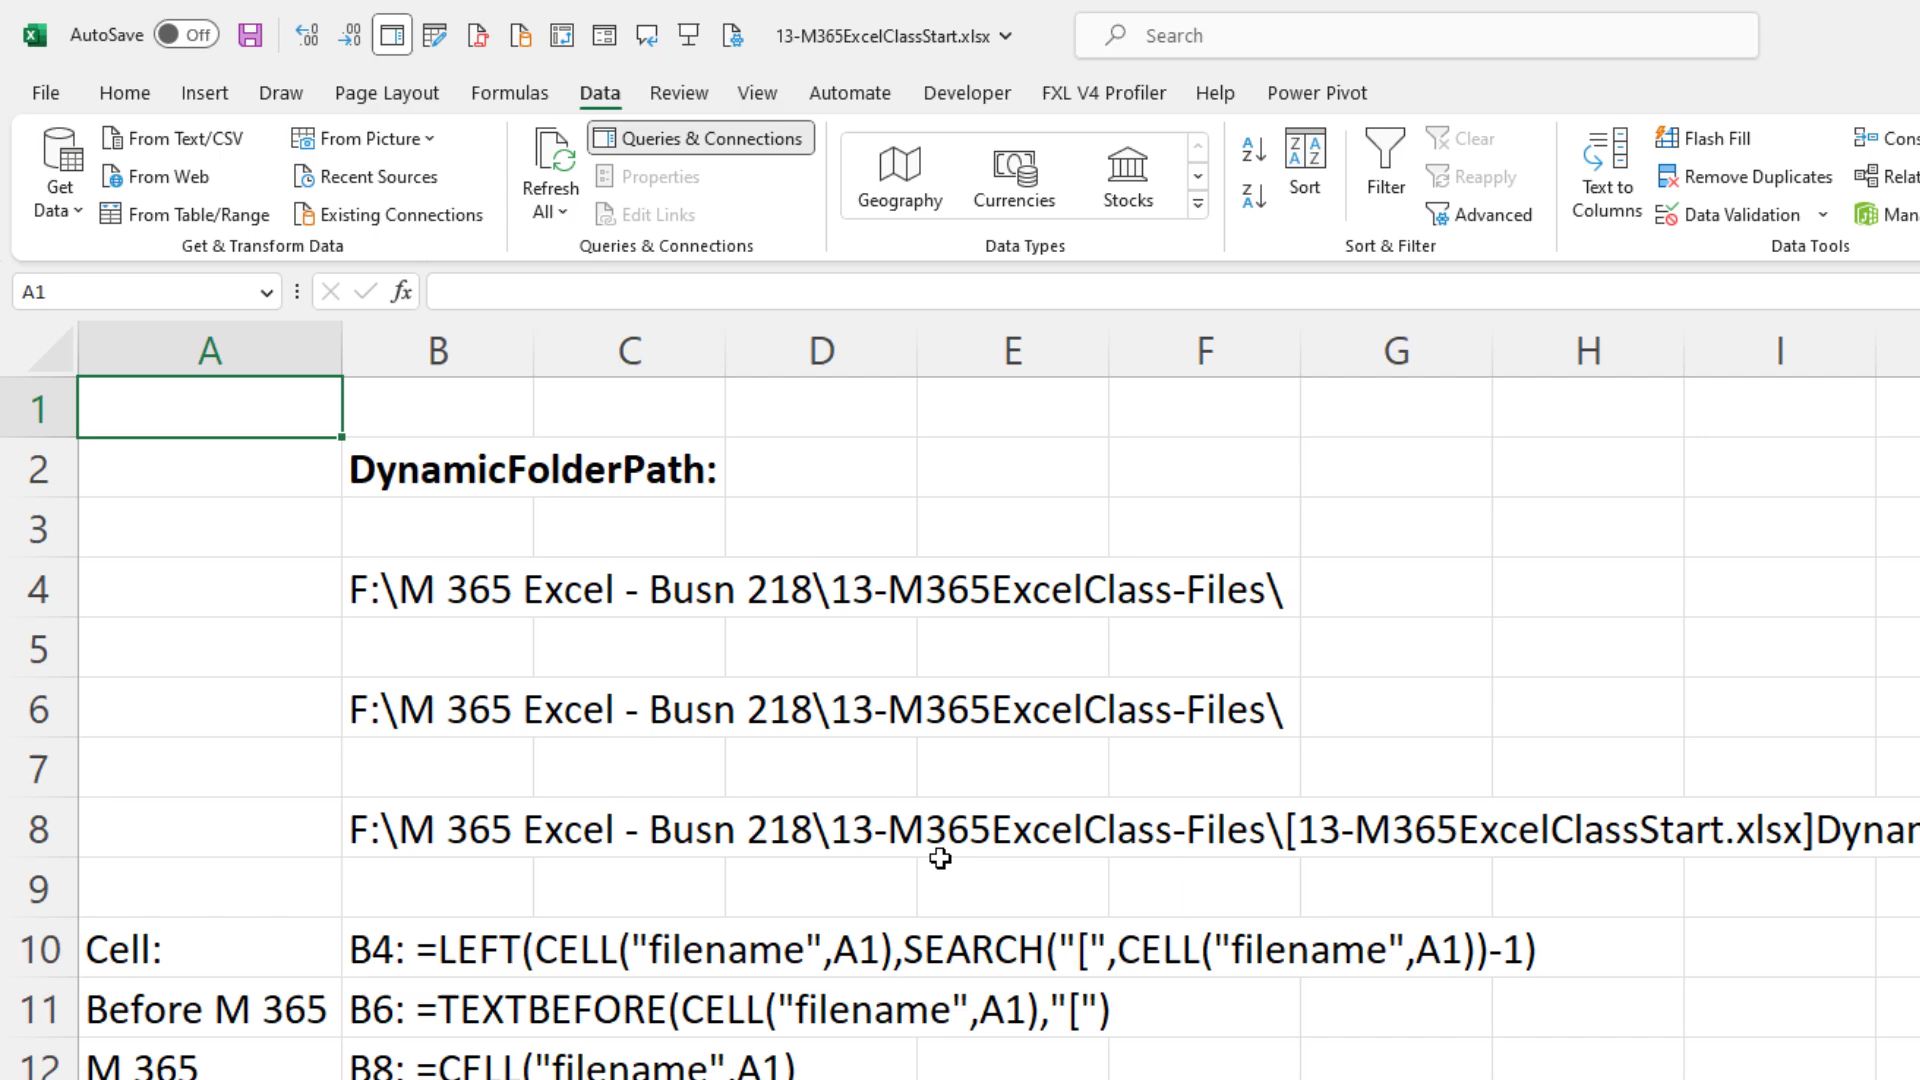 AutoSave Off 13-M365ExcelClassStart.xlsx Search
File Home Insert Draw Page Layout Formulas Data Review View Automate Developer FXL V4 Profiler Help Power Pivot
Get Data
From Text/CSV
From Web
From Table/Range
From Picture
Recent Sources
Existing Connections
Get & Transform Data
Refresh All
Queries & Connections
Properties
Edit Links
Queries & Connections
Geography Currencies Stocks
Data Types
Sort
Filter
Clear
Reapply
Advanced
Sort & Filter
Text to Columns
Flash Fill
Remove Duplicates
Data Validation
Cons
Relat
Mana
Data Tools
A1 fx
A B C D E F G H I
1
2 DynamicFolderPath:
3
4 F:\M 365 Excel - Busn 218\13-M365ExcelClass-Files\
5
6 F:\M 365 Excel - Busn 218\13-M365ExcelClass-Files\
7
8 F:\M 365 Excel - Busn 218\13-M365ExcelClass-Files\[13-M365ExcelClassStart.xlsx]Dynan
9
10 Cell: B4: =LEFT(CELL("filename",A1),SEARCH("[",CELL("filename",A1))-1)
11 Before M 365 B6: =TEXTBEFORE(CELL("filename",A1),"[")
12 M 365 B8: =CELL("filename",A1)